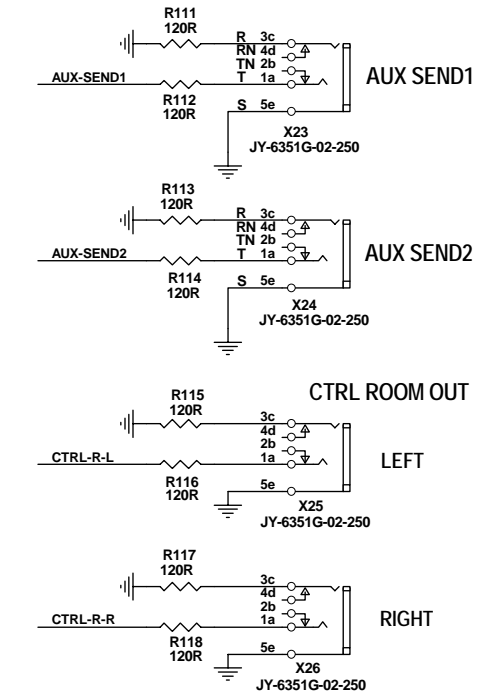 R111
120R
R 3c
RN 4d
TN 2b
AUX-SEND1
T 1a
AUX SEND1
R112
120R
S 5e
X23
JY-6351G-02-250
R113
120R
R 3c
RN 4d
TN 2b
AUX-SEND2
T 1a
AUX SEND2
R114
120R
S 5e
X24
JY-6351G-02-250
CTRL ROOM OUT
R115
120R
3c
4d
2b
CTRL-R-L
1a
LEFT
R116
120R
5e
X25
JY-6351G-02-250
R117
120R
3c
4d
2b
CTRL-R-R
1a
RIGHT
R118
120R
5e
X26
JY-6351G-02-250